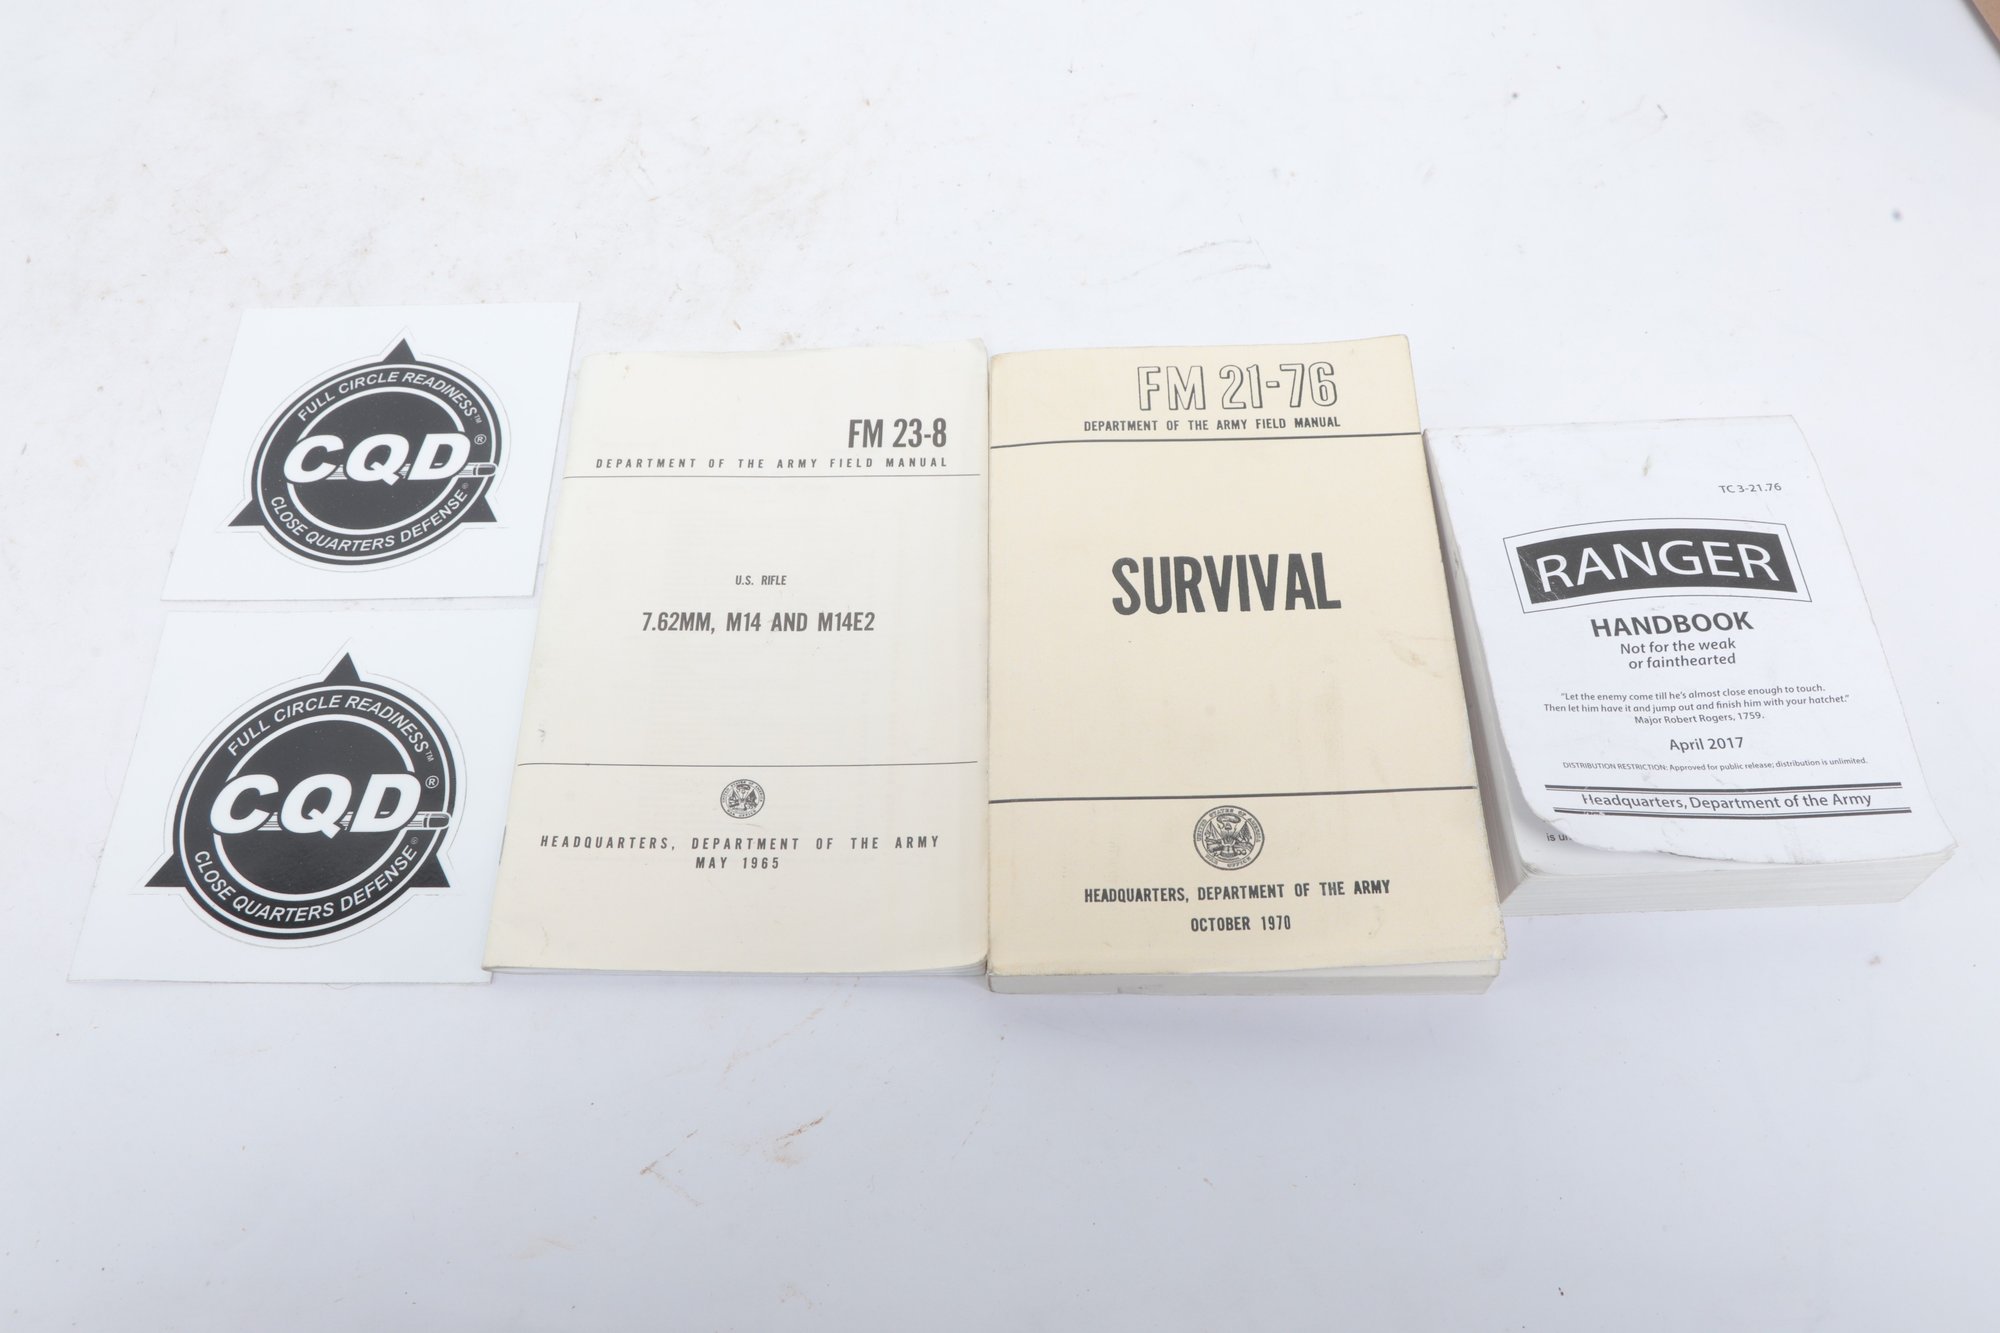 FULL CIRCLE READINESS™
CQD®
CLOSE QUARTERS DEFENSE®
FULL CIRCLE READINESS™
CQD®
CLOSE QUARTERS DEFENSE®
FM 23-8
DEPARTMENT OF THE ARMY FIELD MANUAL
U.S. RIFLE
7.62MM, M14 AND M14E2
HEADQUARTERS, DEPARTMENT OF THE ARMY
MAY 1965
FM 21-76
DEPARTMENT OF THE ARMY FIELD MANUAL
SURVIVAL
HEADQUARTERS, DEPARTMENT OF THE ARMY
OCTOBER 1970
TC 3-21.76
RANGER
HANDBOOK
Not for the weak
or fainthearted
"Let the enemy come till he's almost close enough to touch.
Then let him have it and jump out and finish him with your hatchet."
Major Robert Rogers, 1759.
April 2017
DISTRIBUTION RESTRICTION: Approved for public release; distribution is unlimited.
Headquarters, Department of the Army